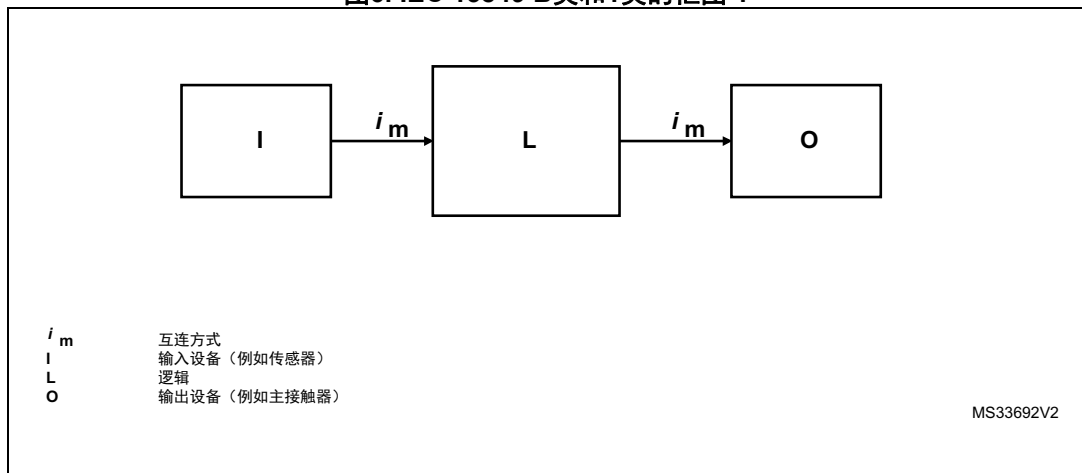 I
i m
L
i m
O
i m 互连方式
I 输入设备（例如传感器）
L 逻辑
O 输出设备（例如主接触器）
MS33692V2